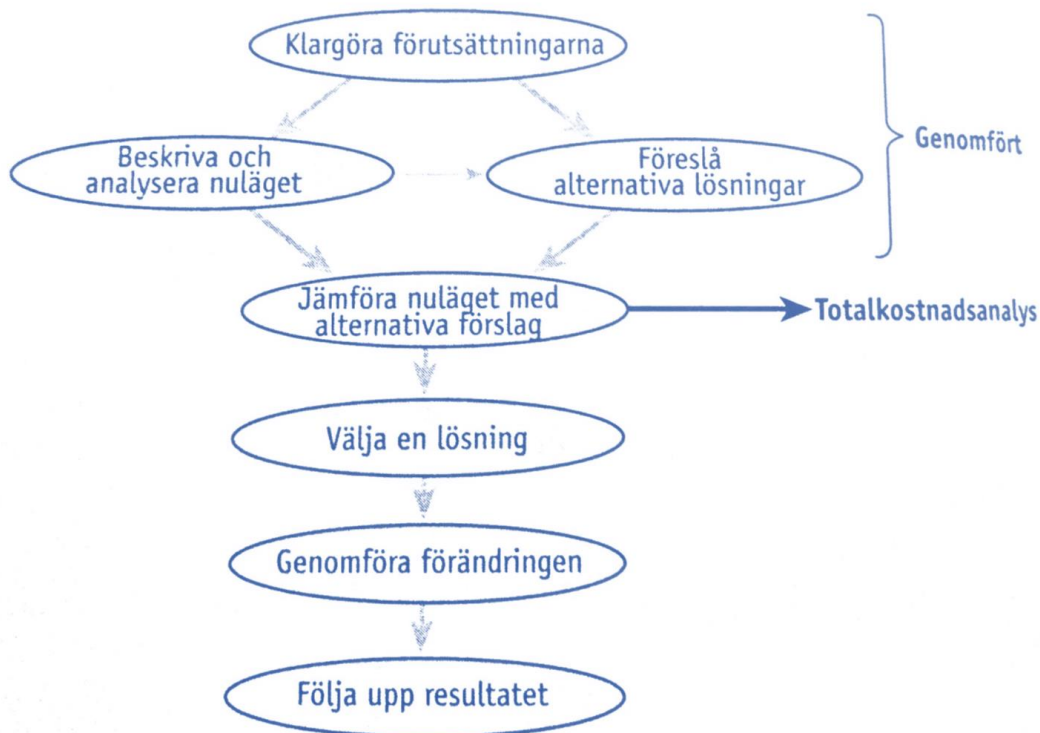 Klargöra förutsättningarna
Beskriva och
analysera nuläget
Föreslå
alternativa lösningar
Genomfört
Jämföra nuläget med
alternativa förslag
Totalkostnadsanalys
Välja en lösning
Genomföra förändringen
Följa upp resultatet